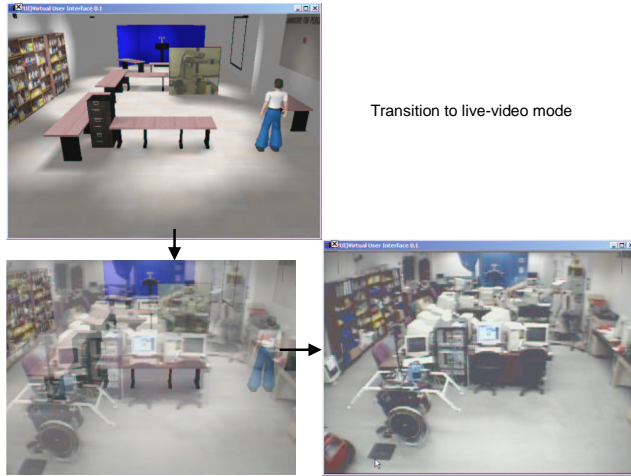 Virtual User Interface 0.1
Transition to live-video mode
Virtual User Interface 0.1